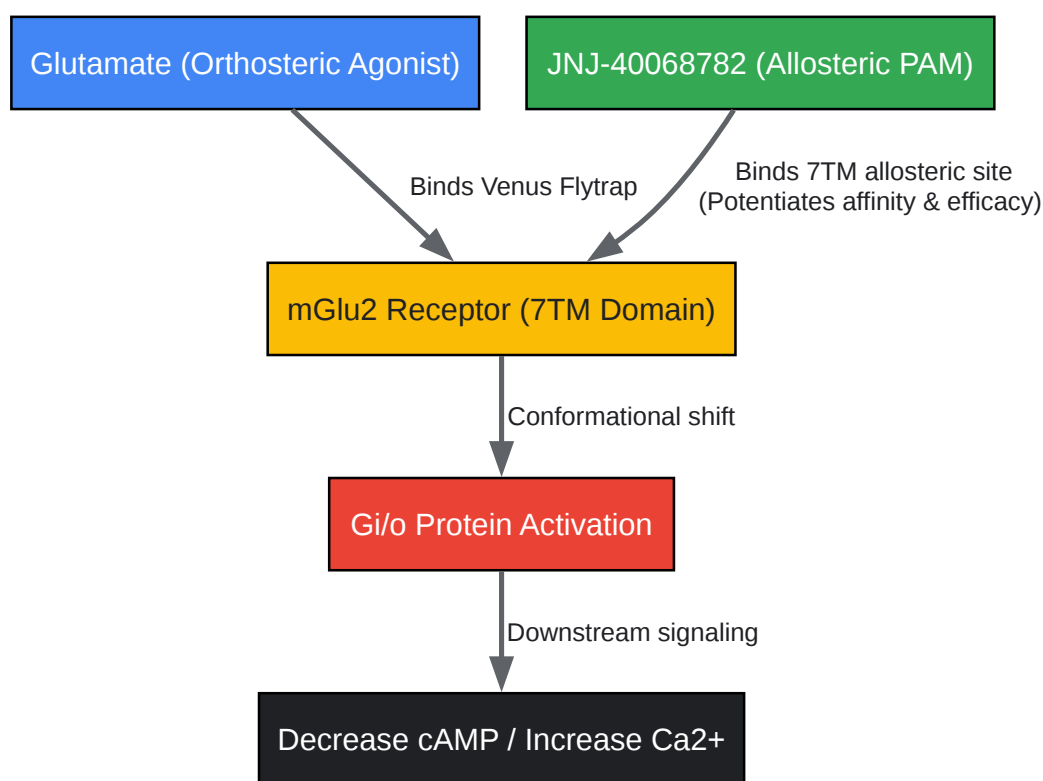 Glutamate (Orthosteric Agonist)
JNJ-40068782 (Allosteric PAM)
Binds Venus Flytrap
Binds 7TM allosteric site
(Potentiates affinity & efficacy)
mGlu2 Receptor (7TM Domain)
Conformational shift
Gi/o Protein Activation
Downstream signaling
Decrease cAMP / Increase Ca2+